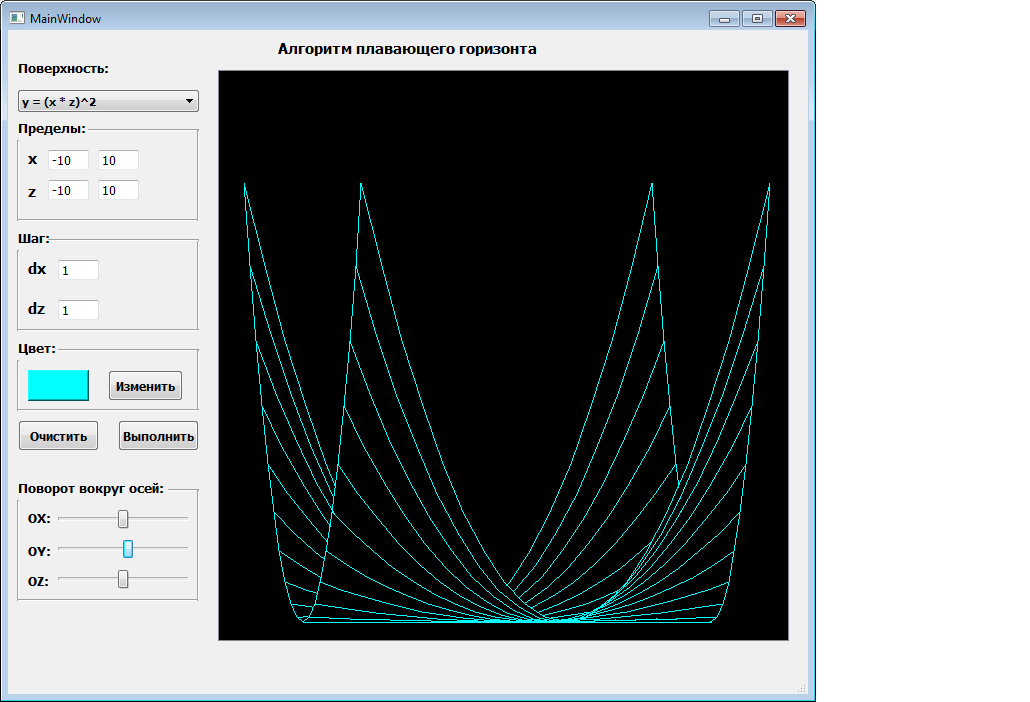 MainWindow
Алгоритм плавающего горизонта
Поверхность:
y = (x * z)^2
Пределы:
x -10 10
z -10 10
Шаг:
dx 1
dz 1
Цвет:
Изменить
Очистить Выполнить
Поворот вокруг осей:
OX:
OY:
OZ: